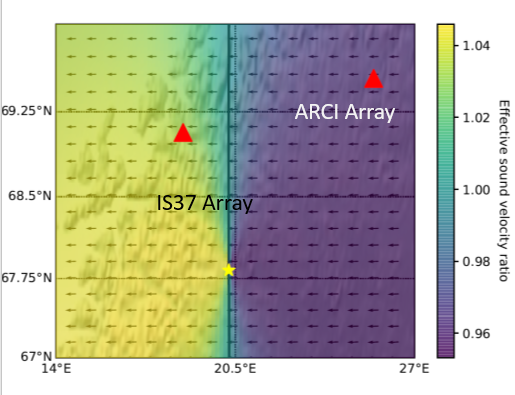 1.04
69.25°N
ARCI Array
1.02
68.5°N
IS37 Array
1.00
Effective sound velocity ratio
67.75°N
0.98
0.96
67°N
14°E
20.5°E
27°E